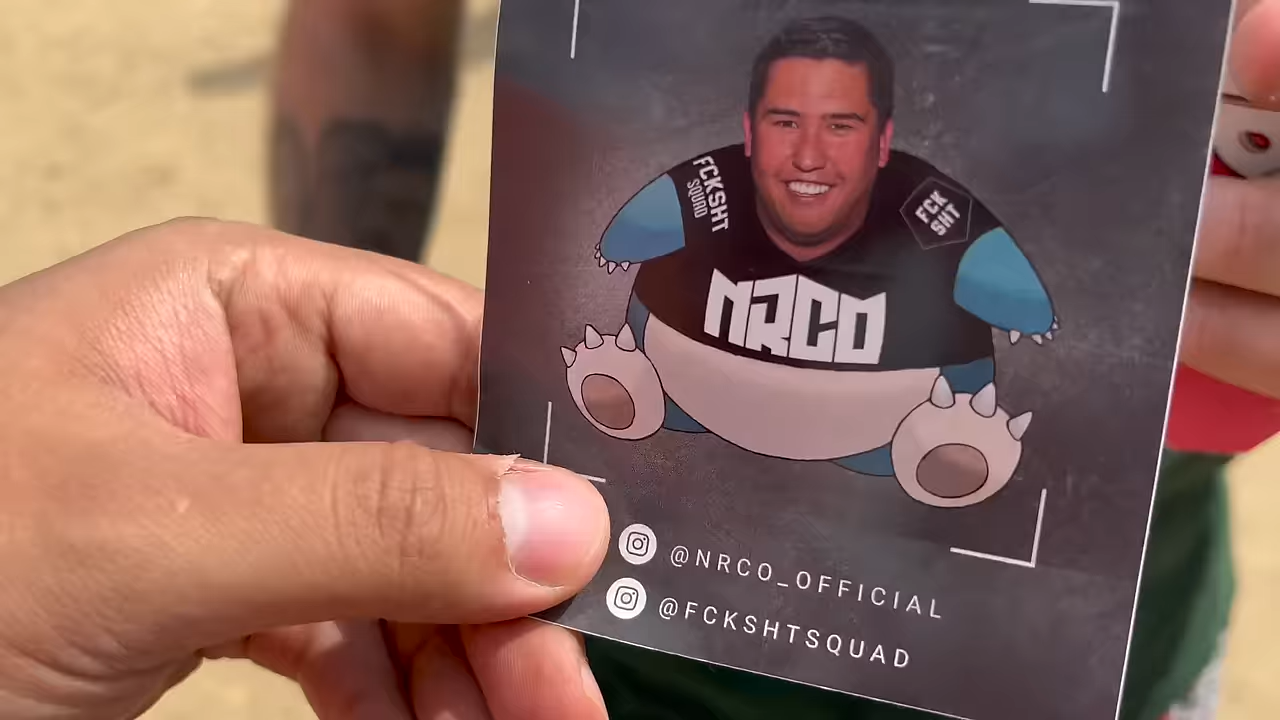 FCKSHT
SQUAD
FCK
SHT
NRCO
@NRCO_OFFICIAL
@FCKSHTSQUAD